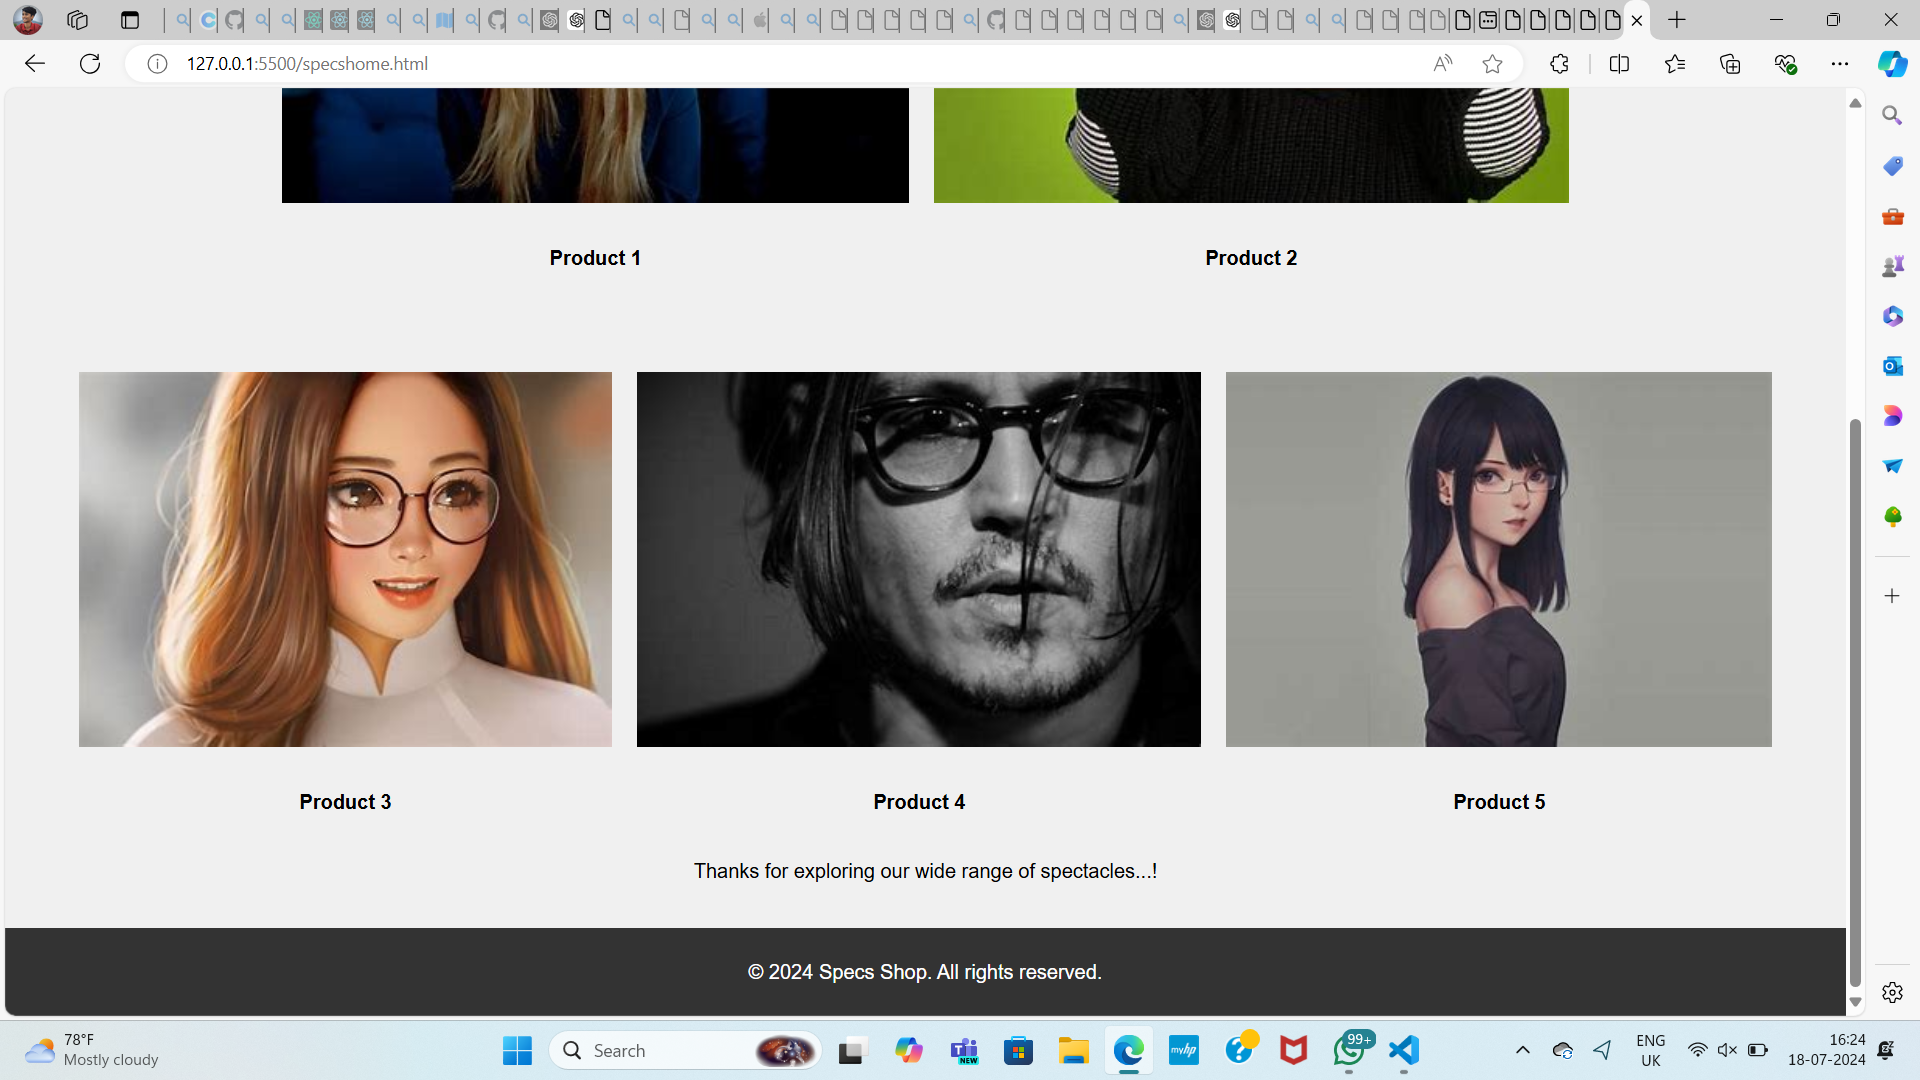 127.0.0.1:5500/specshome.html
Product 1
Product 2
Product 3
Product 4
Product 5
Thanks for exploring our wide range of spectacles...!
© 2024 Specs Shop. All rights reserved.
78°F
Mostly cloudy
Search
NEW
myhp
99+
ENG
UK
16:24
18-07-2024